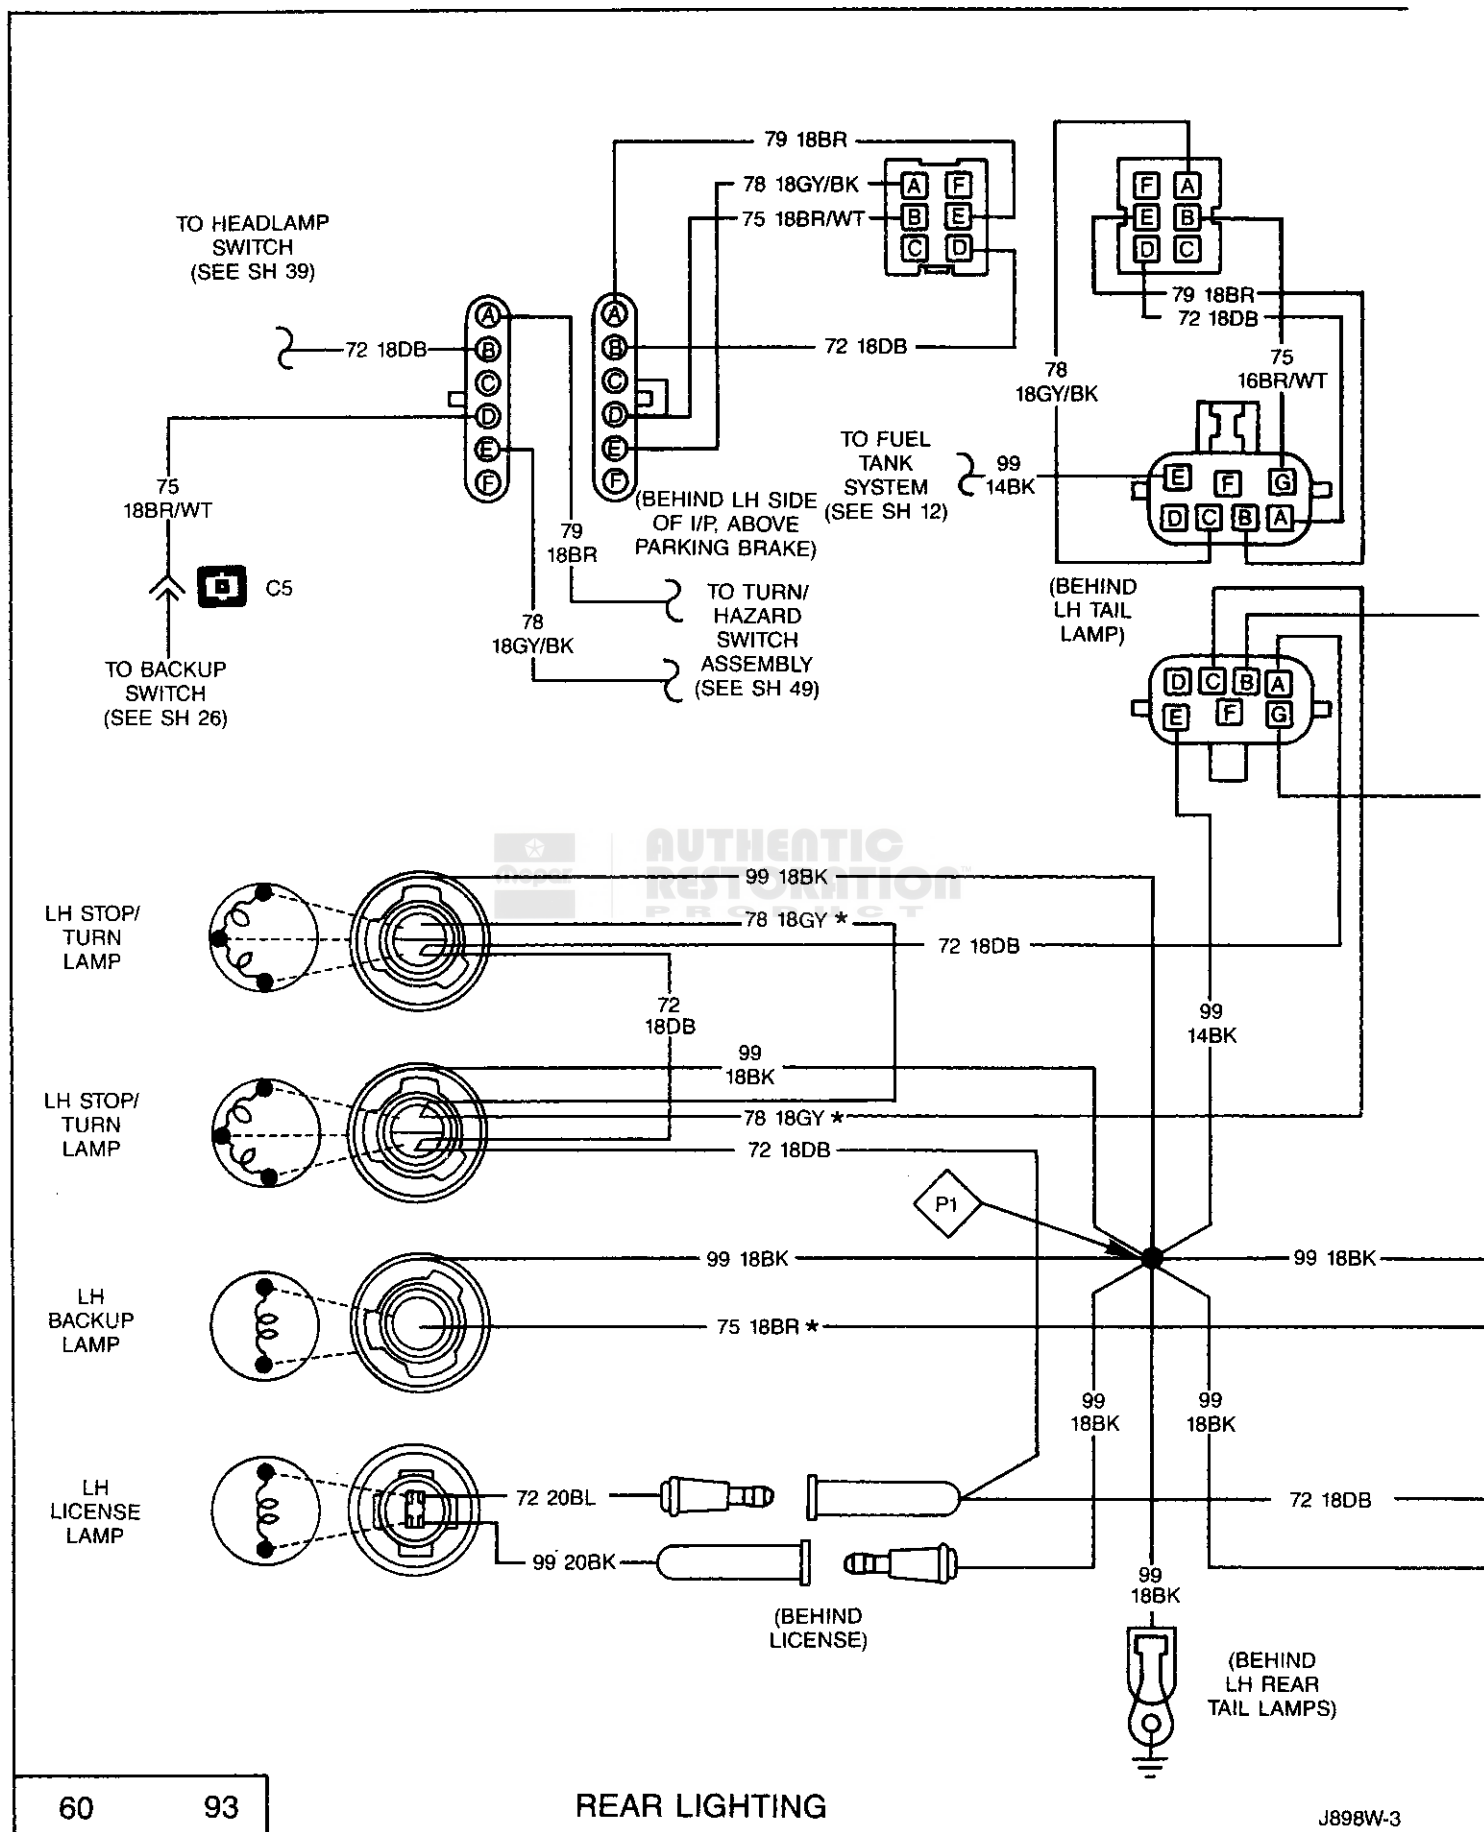 79 18BR
78 18GY/BK
75 18BR/WT
A F
B E
C D
F A
E B
D C
TO HEADLAMP
SWITCH
(SEE SH 39)
72 18DB
A
B
C
D
E
F
A
B
C
D
E
F
72 18DB
79 18BR
72 18DB
78
18GY/BK
75
16BR/WT
TO FUEL
TANK
SYSTEM
(SEE SH 12)
99
14BK
E F G
D C B A
(BEHIND LH SIDE
OF I/P, ABOVE
PARKING BRAKE)
75
18BR/WT
79
18BR
C5
78
18GY/BK
TO TURN/
HAZARD
SWITCH
ASSEMBLY
(SEE SH 49)
(BEHIND
LH TAIL
LAMP)
TO BACKUP
SWITCH
(SEE SH 26)
D C B A
E F G
Mopar
AUTHENTIC
RESTORATION
PRODUCT
99 18BK
78 18GY *
72 18DB
LH STOP/
TURN
LAMP
72
18DB
99
14BK
99
18BK
LH STOP/
TURN
LAMP
78 18GY *
72 18DB
P1
99 18BK
99 18BK
LH
BACKUP
LAMP
75 18BR *
99
18BK
99
18BK
LH
LICENSE
LAMP
72 20BL
72 18DB
99 20BK
99
18BK
(BEHIND
LICENSE)
(BEHIND
LH REAR
TAIL LAMPS)
60 93
REAR LIGHTING
J898W-3